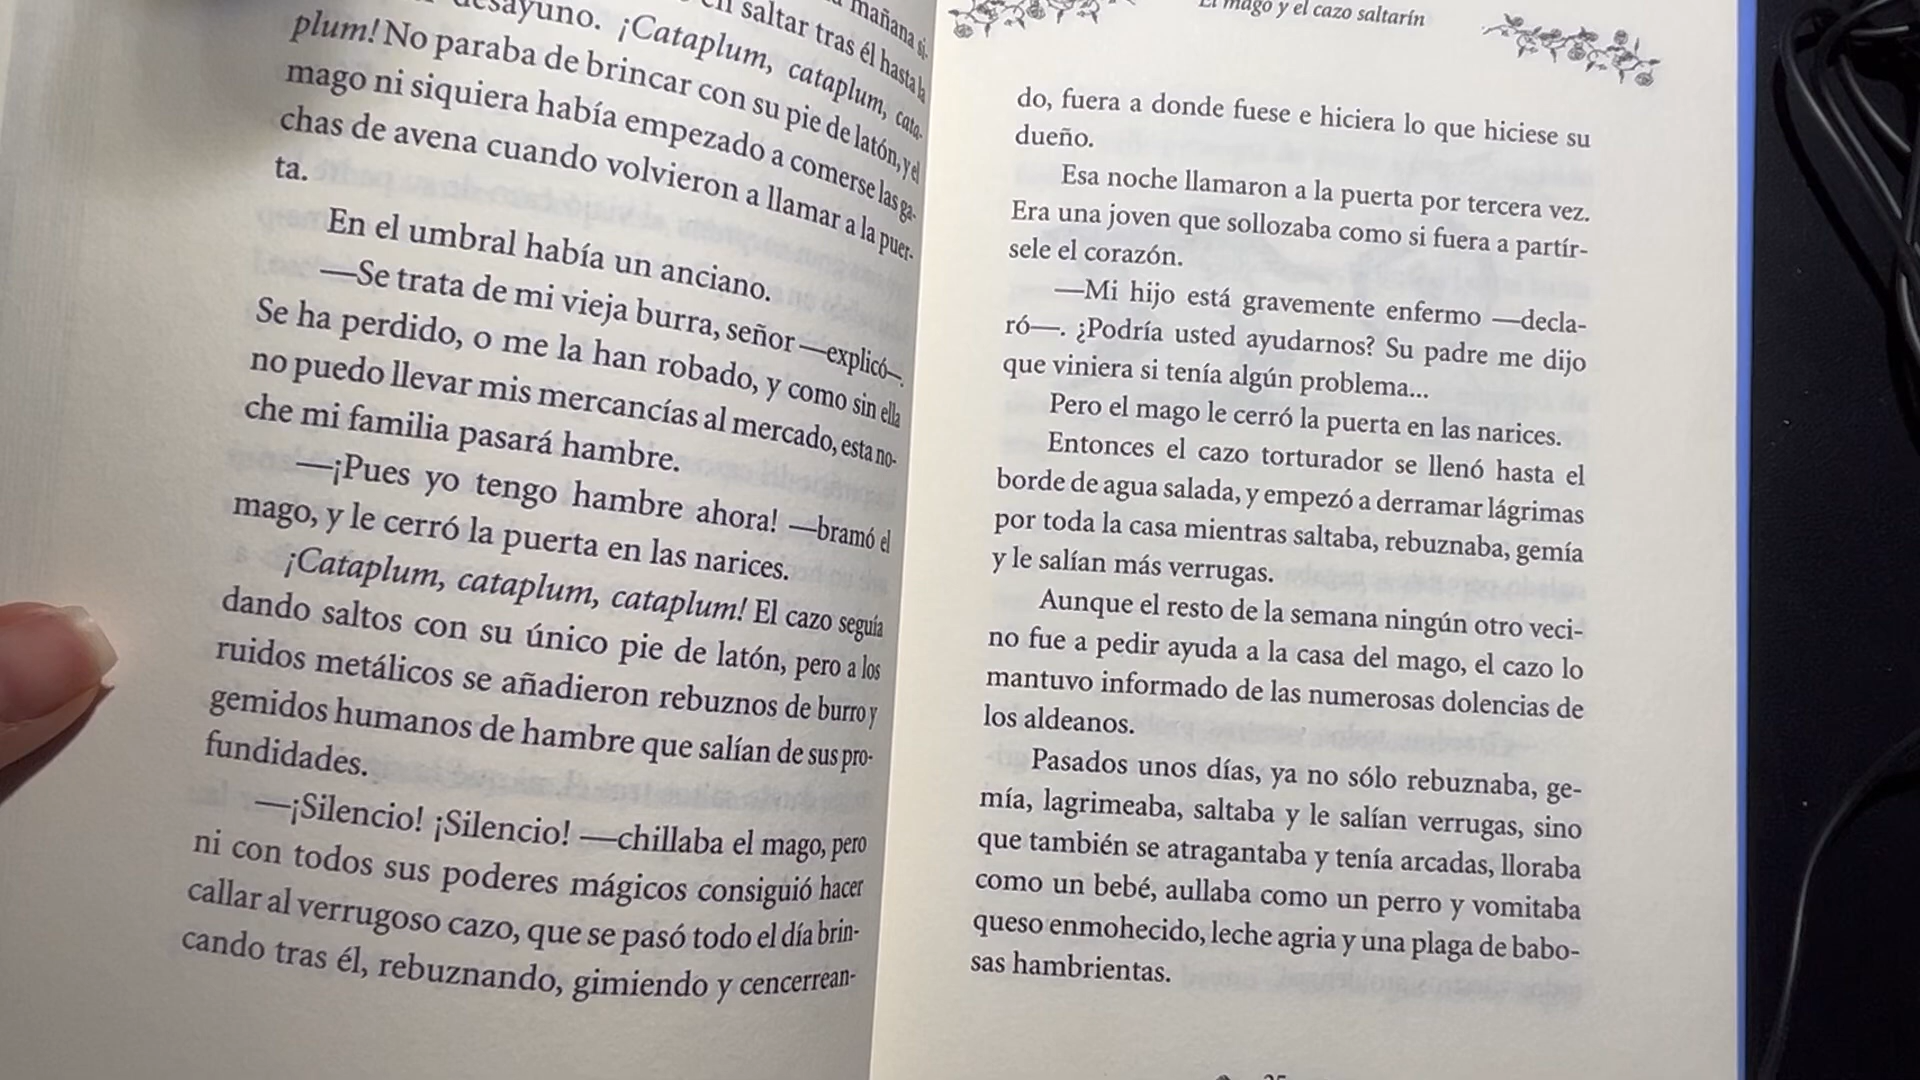 mañana si-
en saltar tras él hasta la
desayuno. ¡Cataplum, cataplum, cata-
plum! No paraba de brincar con su pie de latón, y el
mago ni siquiera había empezado a comerse las ga-
chas de avena cuando volvieron a llamar a la puer-
ta.
En el umbral había un anciano.
—Se trata de mi vieja burra, señor —explicó—.
Se ha perdido, o me la han robado, y como sin ella
no puedo llevar mis mercancías al mercado, esta no-
che mi familia pasará hambre.
—¡Pues yo tengo hambre ahora! —bramó el
mago, y le cerró la puerta en las narices.
¡Cataplum, cataplum, cataplum! El cazo seguía
dando saltos con su único pie de latón, pero a los
ruidos metálicos se añadieron rebuznos de burro y
gemidos humanos de hambre que salían de sus pro-
fundidades.
—¡Silencio! ¡Silencio! —chillaba el mago, pero
ni con todos sus poderes mágicos consiguió hacer
callar al verrugoso cazo, que se pasó todo el día brin-
cando tras él, rebuznando, gimiendo y cencerrean-
El mago y el cazo saltarín
do, fuera a donde fuese e hiciera lo que hiciese su
dueño.
Esa noche llamaron a la puerta por tercera vez.
Era una joven que sollozaba como si fuera a partír-
sele el corazón.
—Mi hijo está gravemente enfermo —decla-
ró—. ¿Podría usted ayudarnos? Su padre me dijo
que viniera si tenía algún problema...
Pero el mago le cerró la puerta en las narices.
Entonces el cazo torturador se llenó hasta el
borde de agua salada, y empezó a derramar lágrimas
por toda la casa mientras saltaba, rebuznaba, gemía
y le salían más verrugas.
Aunque el resto de la semana ningún otro veci-
no fue a pedir ayuda a la casa del mago, el cazo lo
mantuvo informado de las numerosas dolencias de
los aldeanos.
Pasados unos días, ya no sólo rebuznaba, ge-
mía, lagrimeaba, saltaba y le salían verrugas, sino
que también se atragantaba y tenía arcadas, lloraba
como un bebé, aullaba como un perro y vomitaba
queso enmohecido, leche agria y una plaga de babo-
sas hambrientas.